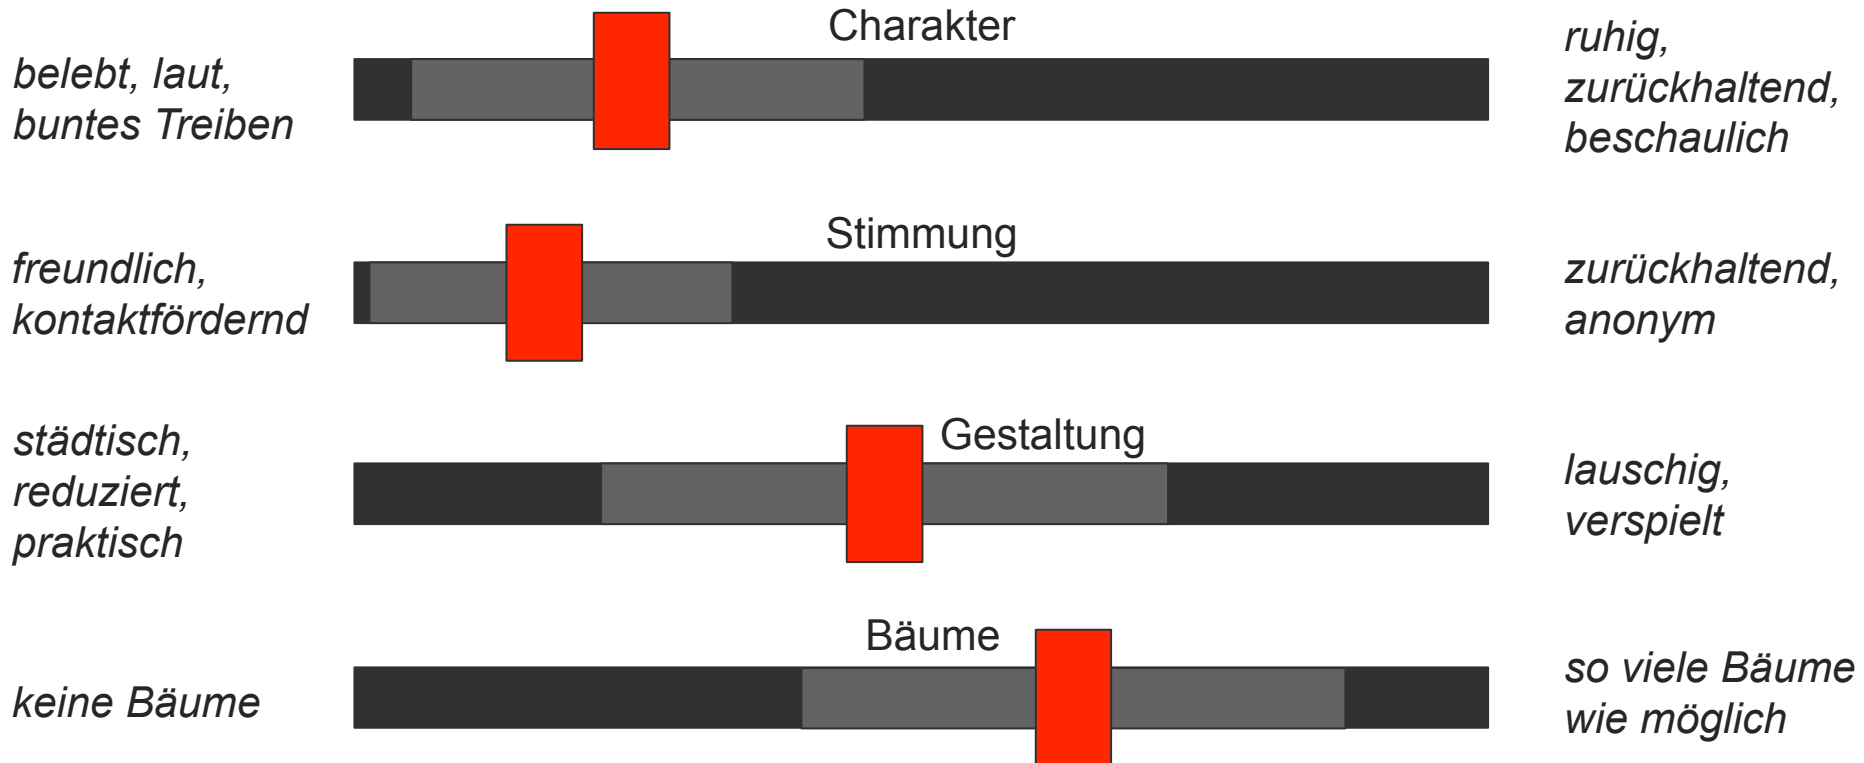 Charakter
belebt, laut,
buntes Treiben
ruhig,
zurückhaltend,
beschaulich
Stimmung
freundlich,
kontaktfördernd
zurückhaltend,
anonym
Gestaltung
städtisch,
reduziert,
praktisch
lauschig,
verspielt
Bäume
keine Bäume
so viele Bäume
wie möglich